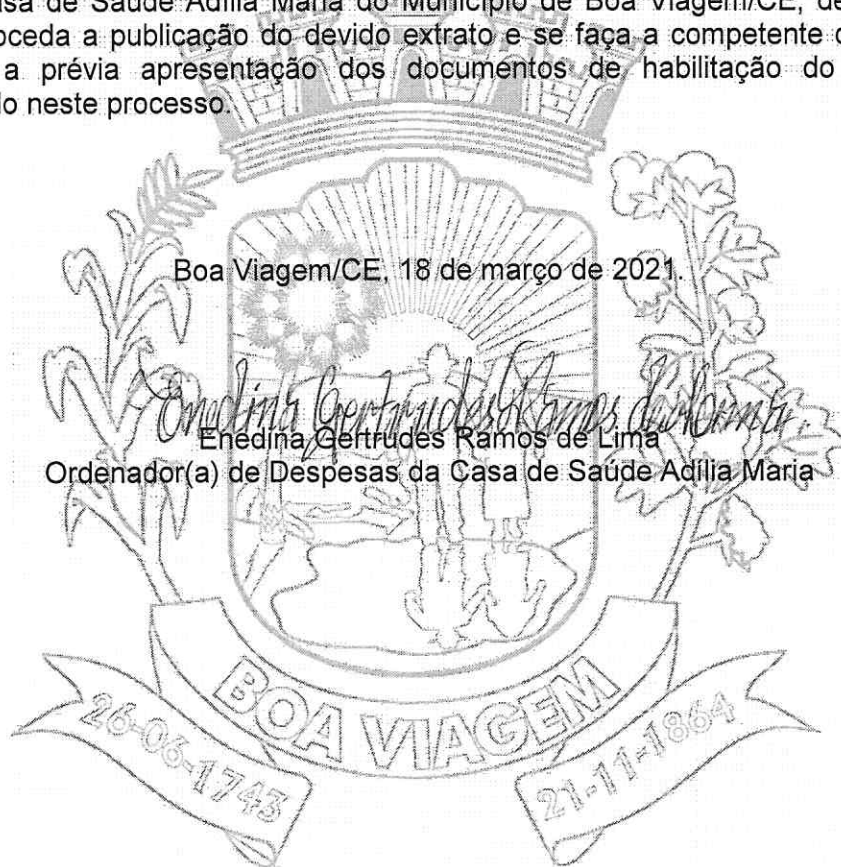 sa de Saúde Adília Maria do Município de Boa Viagem/CE, de
oceda a publicação do devido extrato e se faça a competente
a prévia apresentação dos documentos de habilitação do
lo neste processo.
Boa Viagem/CE, 18 de março de 2021.
Enedina Gertrudes Ramos de Lima
Enedina Gertrudes Ramos de Lima
Ordenador(a) de Despesas da Casa de Saúde Adília Maria
BOA VIAGEM
26-06-1743
21-11-1864